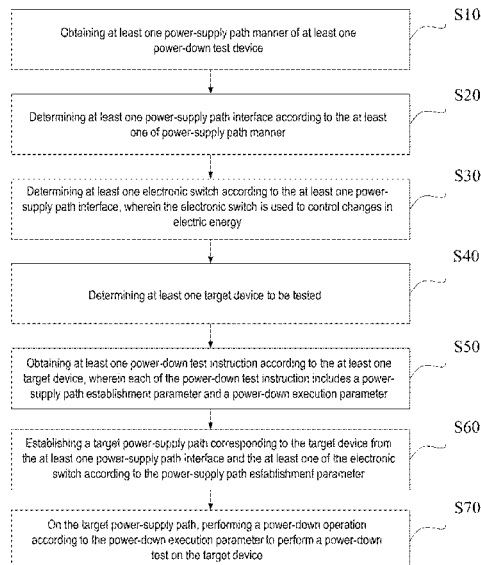 S10
Obtaining at least one power-supply path manner of at least one
power-down test device
S20
Determining at least one power-supply path interface according to the at least
one of power-supply path manner
S30
Determining at least one electronic switch according to the at least one power-
supply path interface, wherein the electronic switch is used to control changes in
electric energy
S40
Determining at least one target device to be tested
S50
Obtaining at least one power-down test instruction according to the at least one
target device, wherein each of the power-down test instruction includes a power-
supply path establishment parameter and a power-down execution parameter
S60
Establishing a target power-supply path corresponding to the target device from
the at least one power-supply path interface and the at least one of the electronic
switch according to the power-supply path establishment parameter
S70
On the target power-supply path, performing a power-down operation
according to the power-down execution parameter to perform a power-down
test on the target device